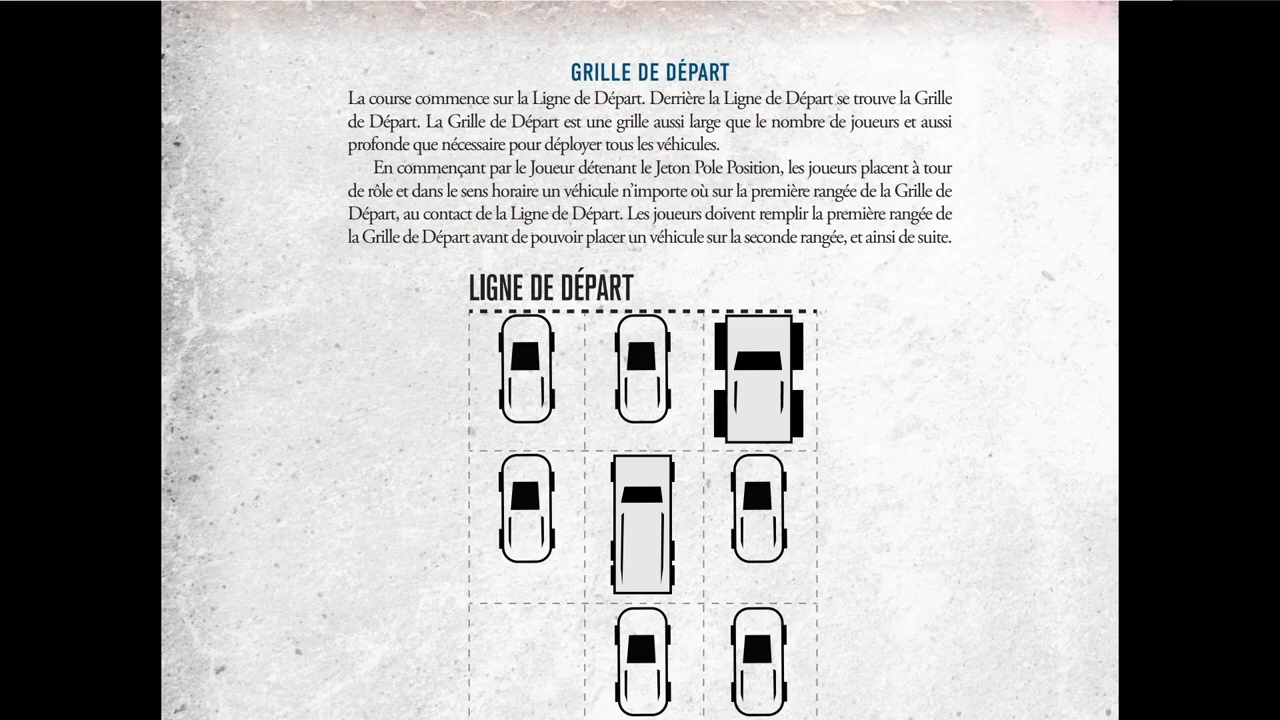 GRILLE DE DÉPART
La course commence sur la Ligne de Départ. Derrière la Ligne de Départ se trouve la Grille
de Départ. La Grille de Départ est une grille aussi large que le nombre de joueurs et aussi
profonde que nécessaire pour déployer tous les véhicules.
En commençant par le Joueur détenant le Jeton Pole Position, les joueurs placent à tour
de rôle et dans le sens horaire un véhicule n’importe où sur la première rangée de la Grille de
Départ, au contact de la Ligne de Départ. Les joueurs doivent remplir la première rangée de
la Grille de Départ avant de pouvoir placer un véhicule sur la seconde rangée, et ainsi de suite.
LIGNE DE DÉPART